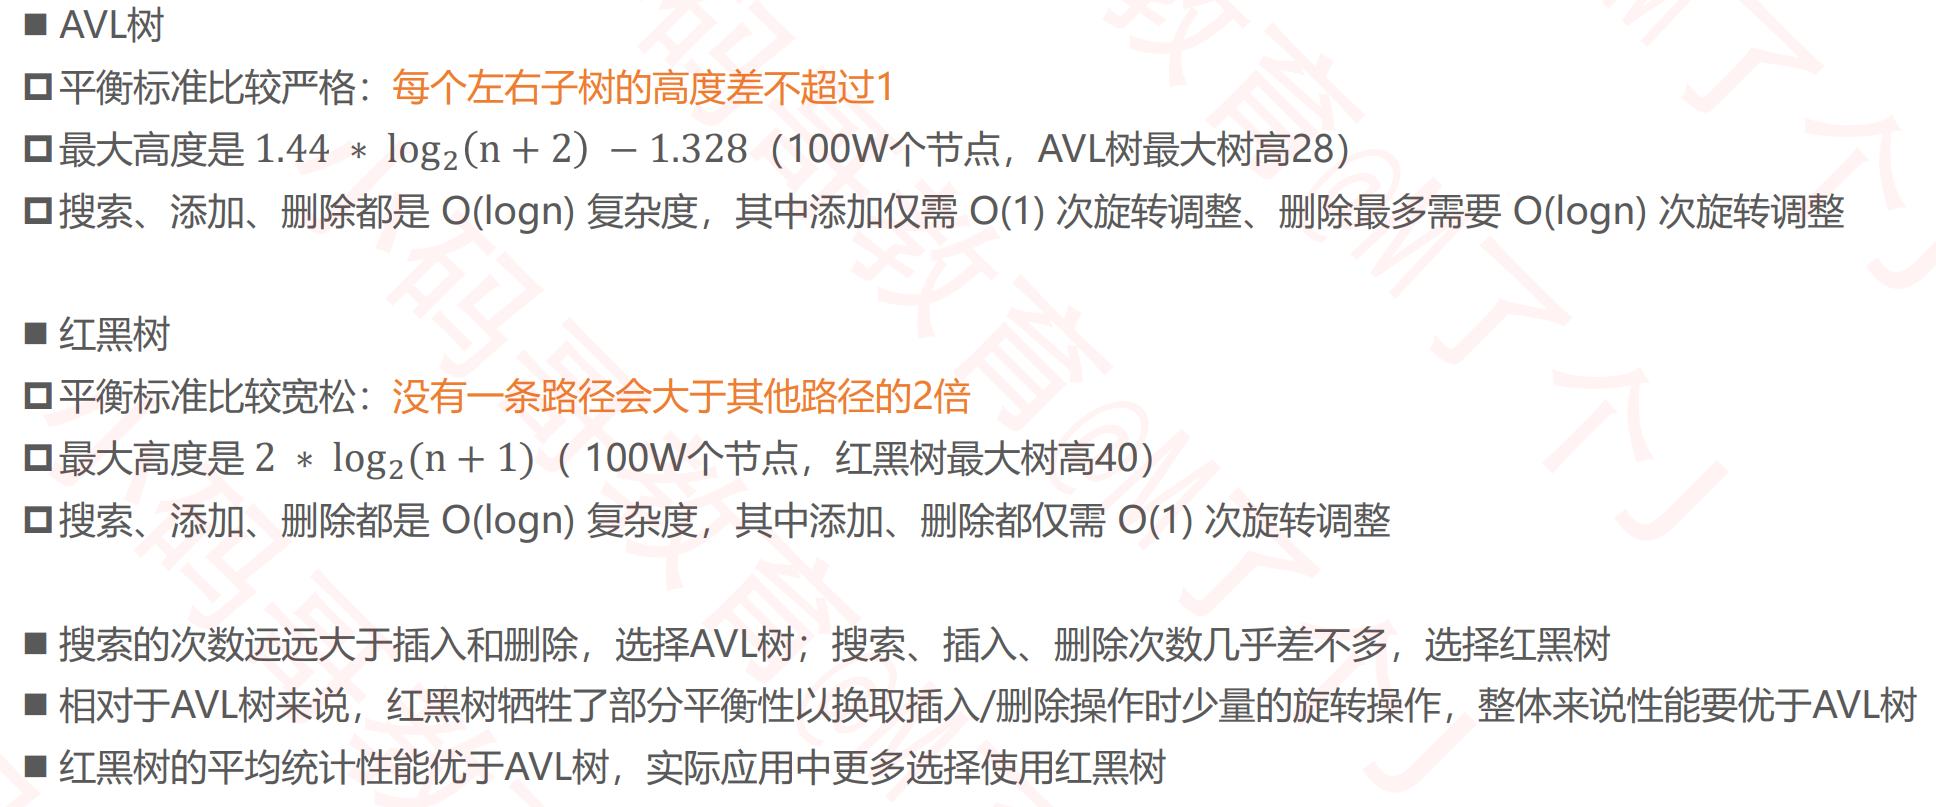 ■ AVL树
平衡标准比较严格：每个左右子树的高度差不超过1
最大高度是 1.44 ∗ log₂(n + 2) − 1.328（100W个节点，AVL树最大树高28）
搜索、添加、删除都是 O(logn) 复杂度，其中添加仅需 O(1) 次旋转调整、删除最多需要 O(logn) 次旋转调整
■ 红黑树
平衡标准比较宽松：没有一条路径会大于其他路径的2倍
最大高度是 2 ∗ log₂(n + 1)（ 100W个节点，红黑树最大树高40）
搜索、添加、删除都是 O(logn) 复杂度，其中添加、删除都仅需 O(1) 次旋转调整
■ 搜索的次数远远大于插入和删除，选择AVL树；搜索、插入、删除次数几乎差不多，选择红黑树
■ 相对于AVL树来说，红黑树牺牲了部分平衡性以换取插入/删除操作时少量的旋转操作，整体来说性能要优于AVL树
■ 红黑树的平均统计性能优于AVL树，实际应用中更多选择使用红黑树
小码哥教育@M了个J